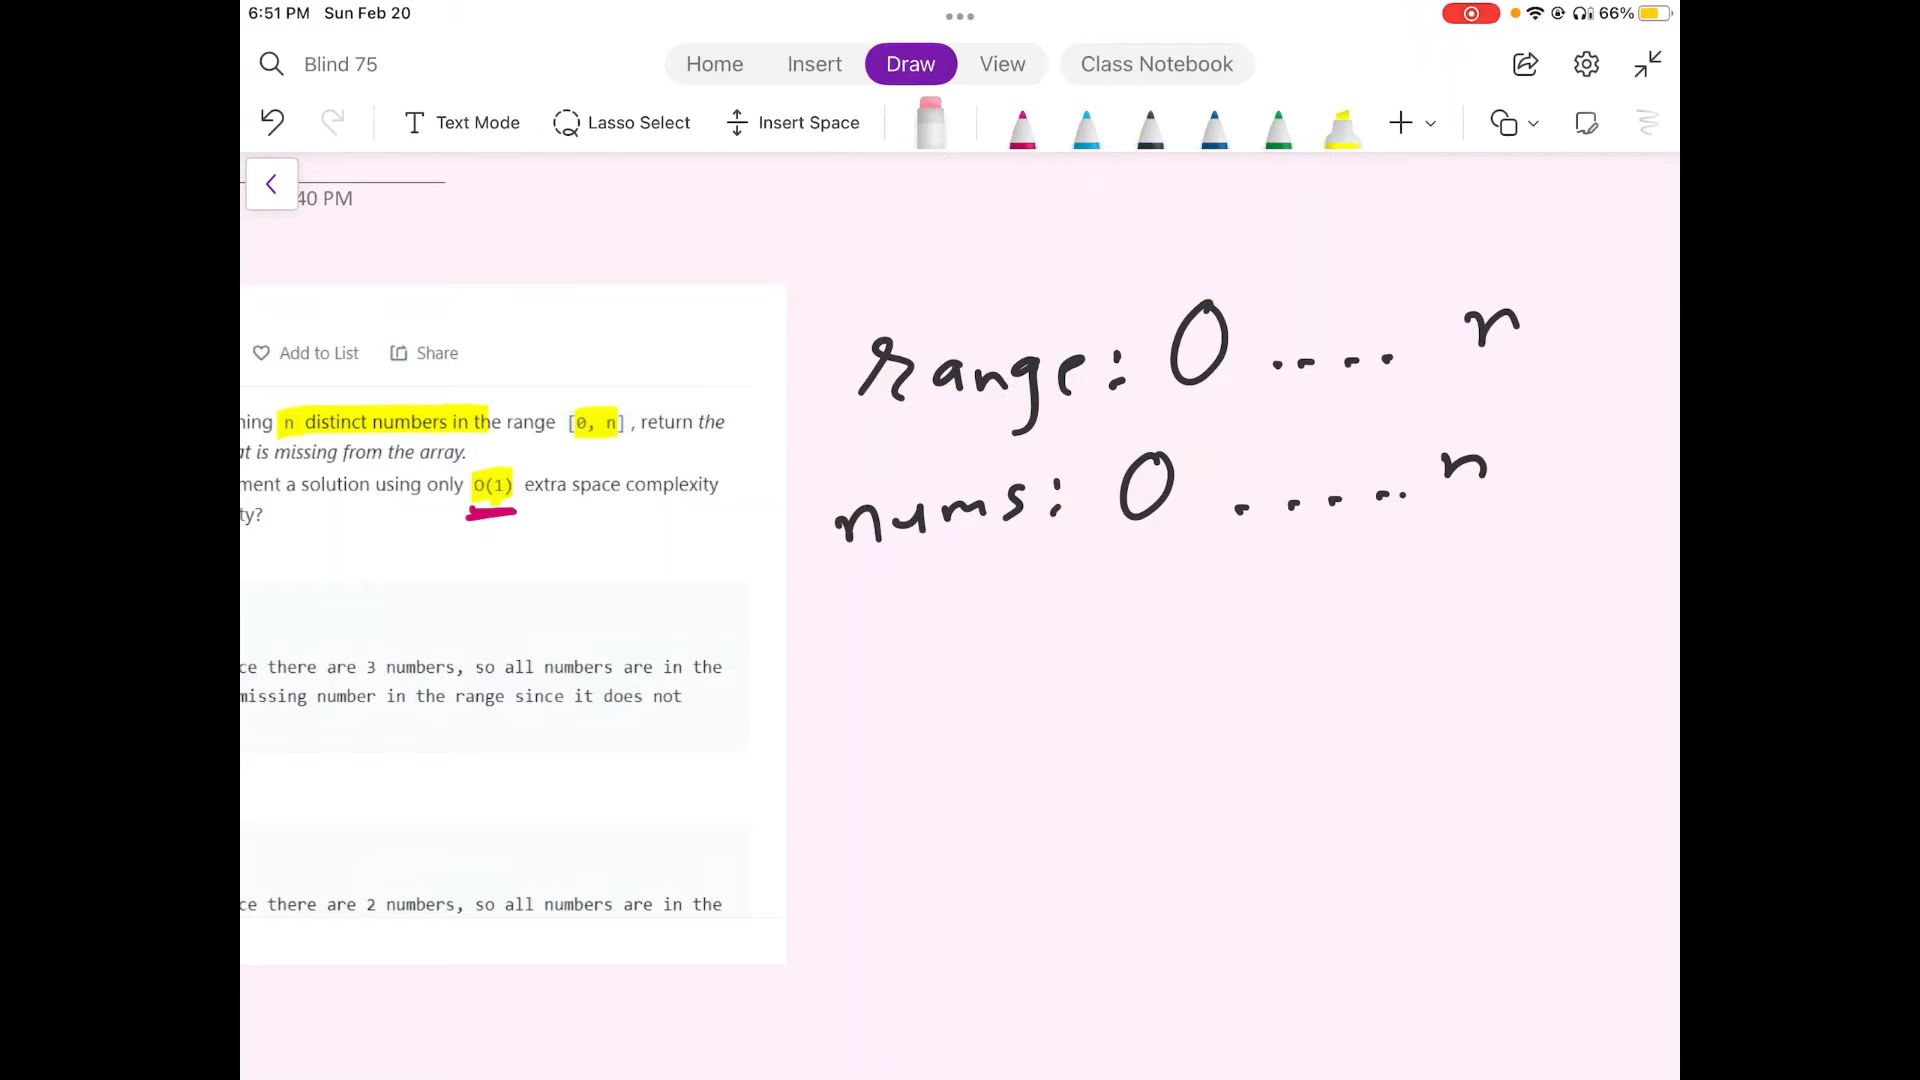 6:51 PM Sun Feb 20
66%
Blind 75
Home Insert Draw View Class Notebook
Text Mode Lasso Select Insert Space
40 PM
Add to List Share
ning n distinct numbers in the range [0, n], return the
at is missing from the array.
ment a solution using only O(1) extra space complexity
ty?
ce there are 3 numbers, so all numbers are in the
missing number in the range since it does not
ce there are 2 numbers, so all numbers are in the
range: 0 .... n
nums: 0 ..... n